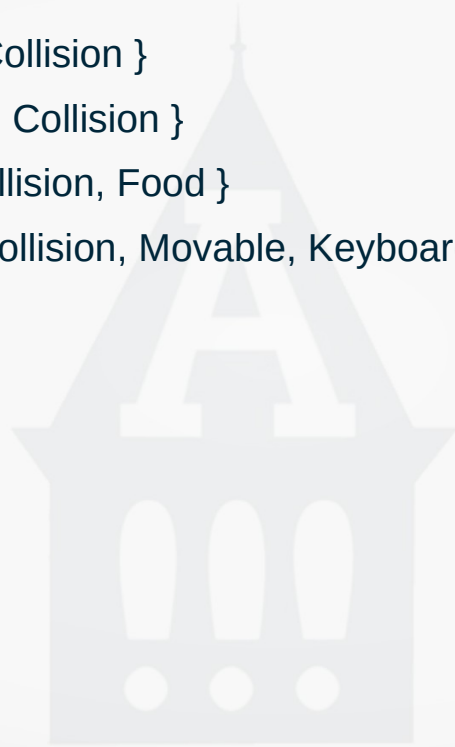 Collision }
Collision }
llision, Food }
ollision, Movable, Keyboar
A